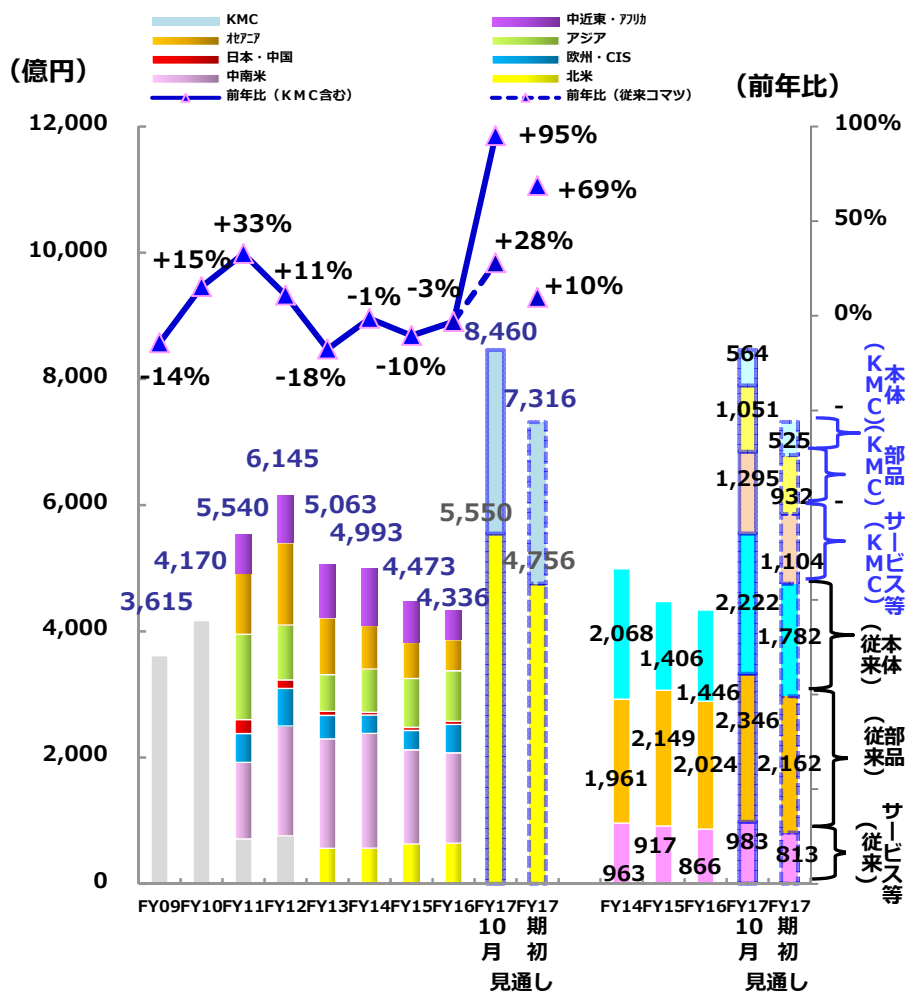 KMC
中近東・ｱﾌﾘｶ
ｵｾｱﾆｱ
アジア
日本・中国
欧州・CIS
中南米
北米
前年比（ＫＭＣ含む）
前年比（従来コマツ）
（億円）
（前年比）
12,000
10,000
8,000
6,000
4,000
2,000
0
100%
50%
0%
-
-
-14%
+15%
+33%
+11%
-18%
-1%
-10%
-3%
+95%
+28%
+69%
+10%
3,615
4,170
5,540
6,145
5,063
4,993
4,473
4,336
8,460
5,550
7,316
4,756
2,068
1,961
963
1,406
2,149
917
1,446
2,024
866
564
1,051
1,295
2,222
2,346
983
525
932
1,104
1,782
2,162
813
本体（ＫＭＣ）
部品（ＫＭＣ）
サービス等（ＫＭＣ）
本体（従来）
部品（従来）
サービス等（従来）
FY09
FY10
FY11
FY12
FY13
FY14
FY15
FY16
FY17 10月
FY17 期初
見通し
FY14
FY15
FY16
FY17 10月
FY17 期初
見通し